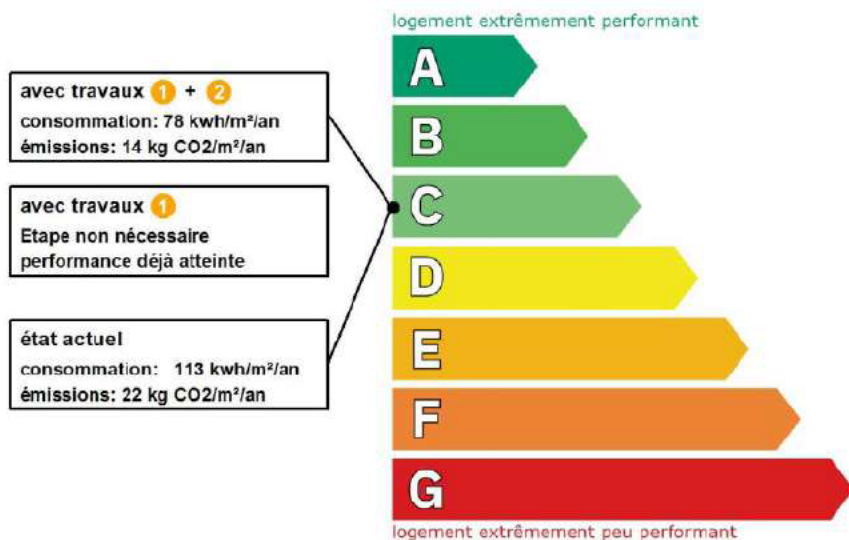 logement extrêmement performant
avec travaux 1 + 2
consommation: 78 kwh/m²/an
émissions: 14 kg CO2/m²/an
avec travaux 1
Etape non nécessaire
performance déjà atteinte
état actuel
consommation: 113 kwh/m²/an
émissions: 22 kg CO2/m²/an
A
B
C
D
E
F
G
logement extrêmement peu performant